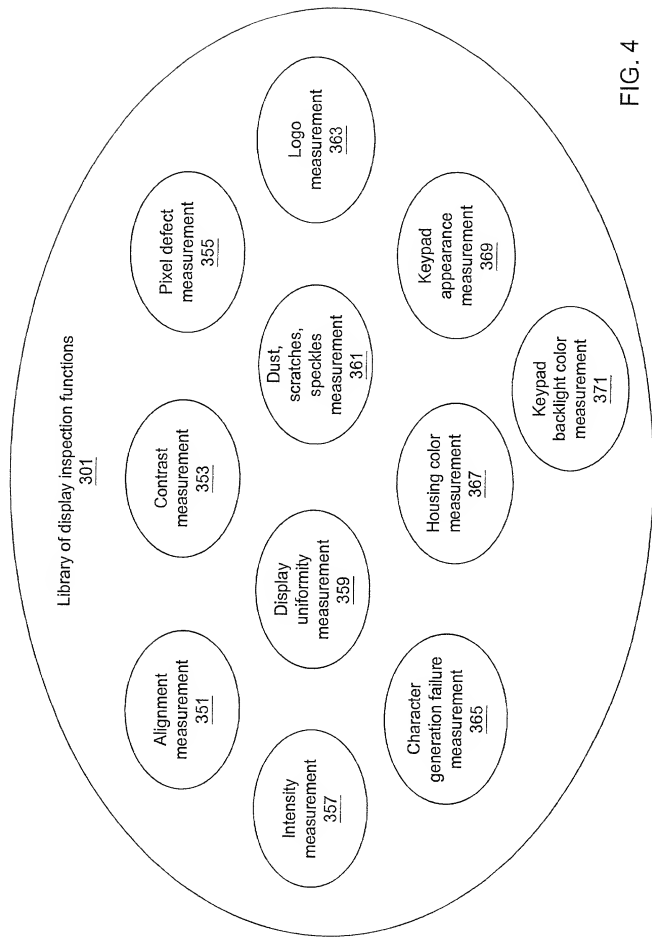 Library of display inspection functions
301
Alignment
measurement
351
Contrast
measurement
353
Pixel defect
measurement
355
Intensity
measurement
357
Display
uniformity
measurement
359
Dust,
scratches,
speckles
measurement
361
Logo
measurement
363
Character
generation failure
measurement
365
Housing color
measurement
367
Keypad
appearance
measurement
369
Keypad
backlight color
measurement
371
FIG. 4